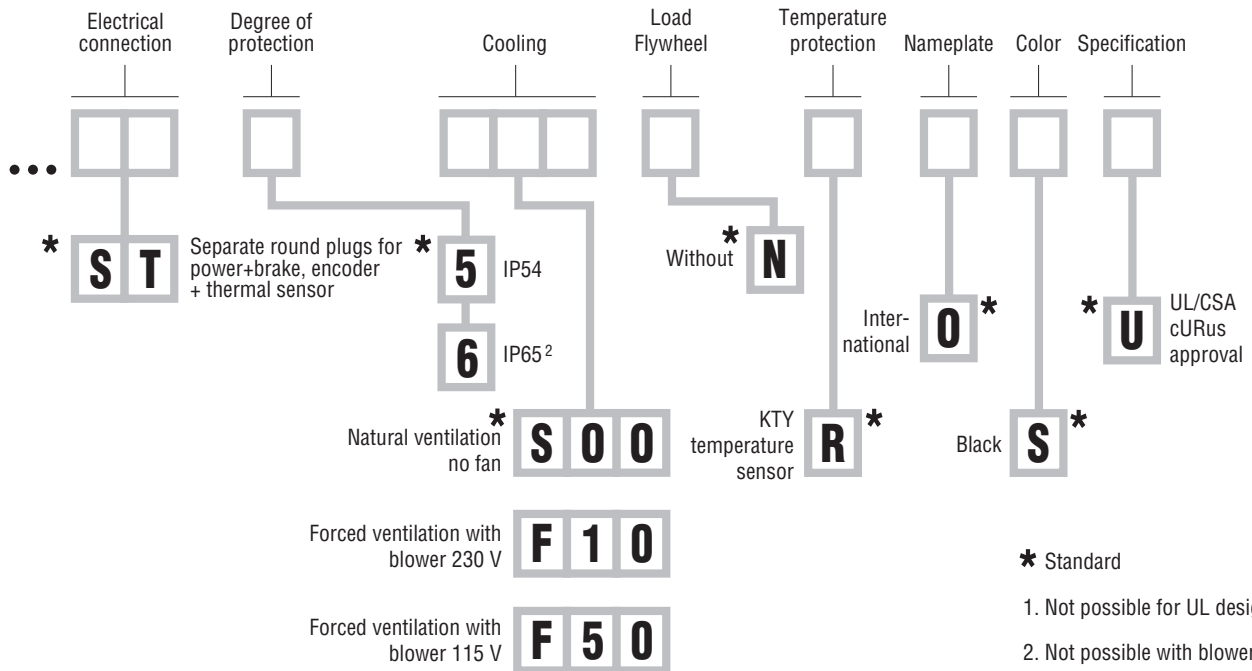 Electrical
connection
Degree of
protection
Cooling
Load
Flywheel
Temperature
protection
Nameplate
Color
Specification
...
* S T
Separate round plugs for
power+brake, encoder
+ thermal sensor
* 5 IP54
6 IP65 2
Without * N
Inter-
national O *
* U
UL/CSA
cURus
approval
Natural ventilation
no fan
* S 0 0
KTY
temperature
sensor
R *
Black S *
Forced ventilation with
blower 230 V
F 1 0
Forced ventilation with
blower 115 V
F 5 0
* Standard
1. Not possible for UL desig
2. Not possible with blower